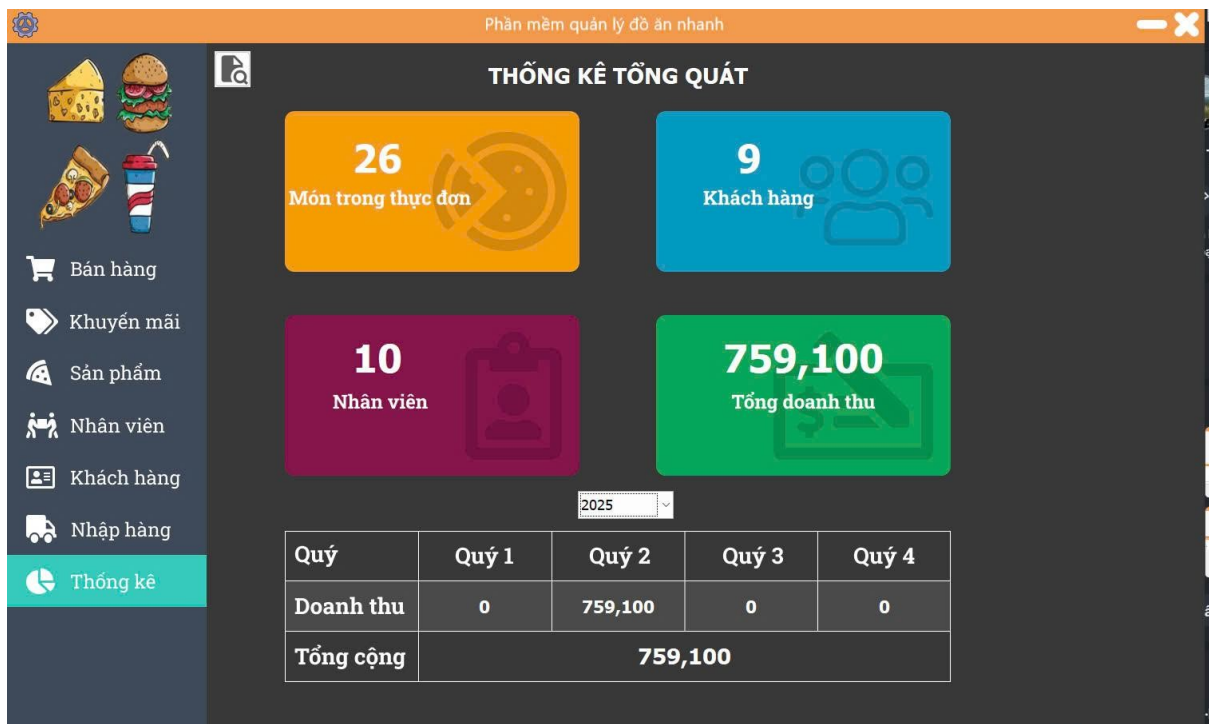 Phần mềm quản lý đồ ăn nhanh
THỐNG KÊ TỔNG QUÁT
26
Món trong thực đơn
9
Khách hàng
10
Nhân viên
759,100
Tổng doanh thu
Bán hàng
Khuyến mãi
Sản phẩm
Nhân viên
Khách hàng
Nhập hàng
Thống kê
2025
Quý Quý 1 Quý 2 Quý 3 Quý 4
Doanh thu 0 759,100 0 0
Tổng cộng 759,100